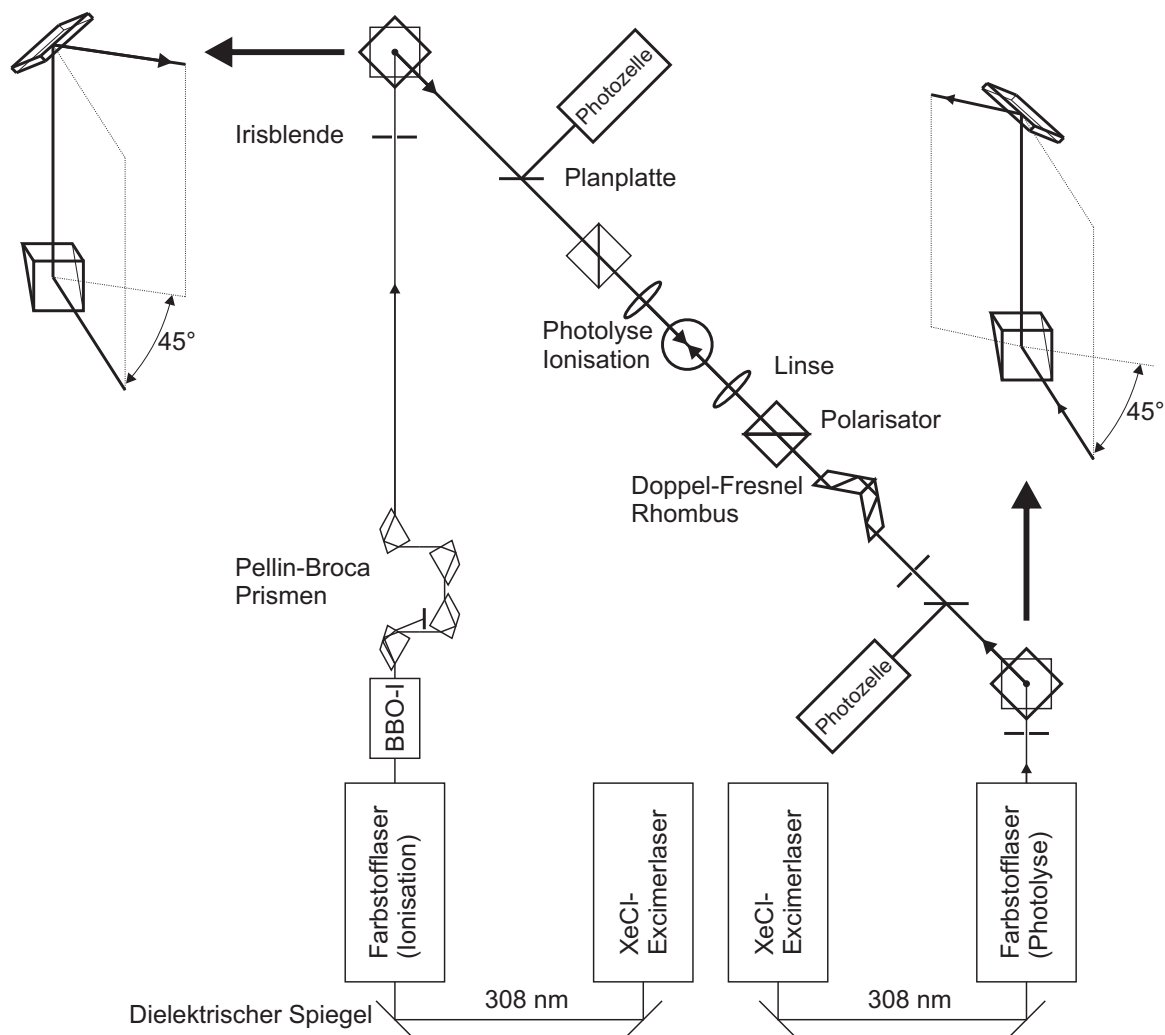 Photozelle
Irisblende
Planplatte
45°
Photolyse
Ionisation
Linse
45°
Polarisator
Doppel-Fresnel
Rhombus
Pellin-Broca
Prismen
Photozelle
BBO-I
Farbstofflaser
(Ionisation)
XeCl-
Excimerlaser
XeCl-
Excimerlaser
Farbstofflaser
(Photolyse)
308 nm
308 nm
Dielektrischer Spiegel